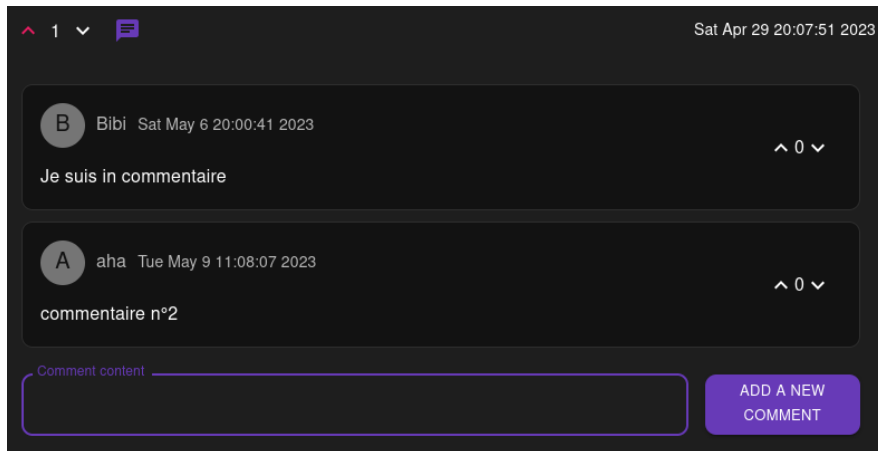 1 Sat Apr 29 20:07:51 2023
B Bibi Sat May 6 20:00:41 2023
0
Je suis in commentaire
A aha Tue May 9 11:08:07 2023
0
commentaire n°2
Comment content
ADD A NEW
COMMENT